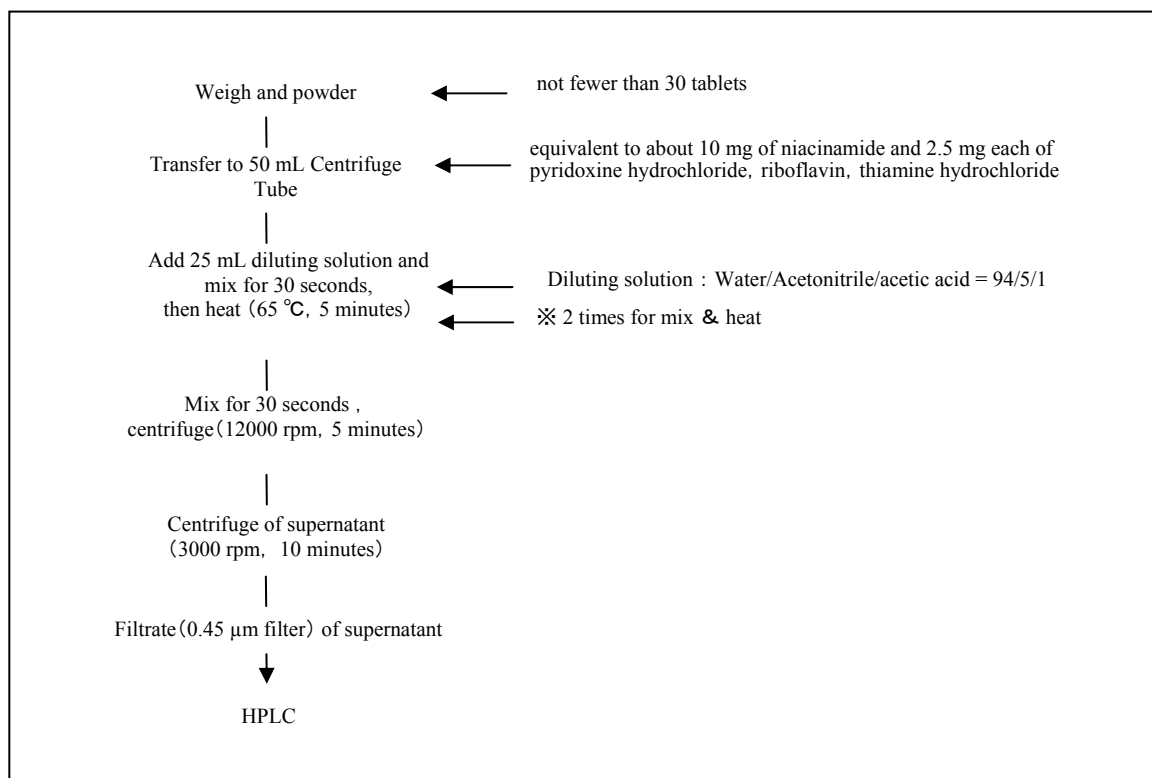 Weigh and powder
not fewer than 30 tablets
Transfer to 50 mL Centrifuge
Tube
equivalent to about 10 mg of niacinamide and 2.5 mg each of
pyridoxine hydrochloride, riboflavin, thiamine hydrochloride
Add 25 mL diluting solution and
mix for 30 seconds,
then heat (65 ℃, 5 minutes)
Diluting solution : Water/Acetonitrile/acetic acid = 94/5/1
※ 2 times for mix & heat
Mix for 30 seconds ,
centrifuge(12000 rpm, 5 minutes)
Centrifuge of supernatant
(3000 rpm, 10 minutes)
Filtrate(0.45 µm filter) of supernatant
HPLC